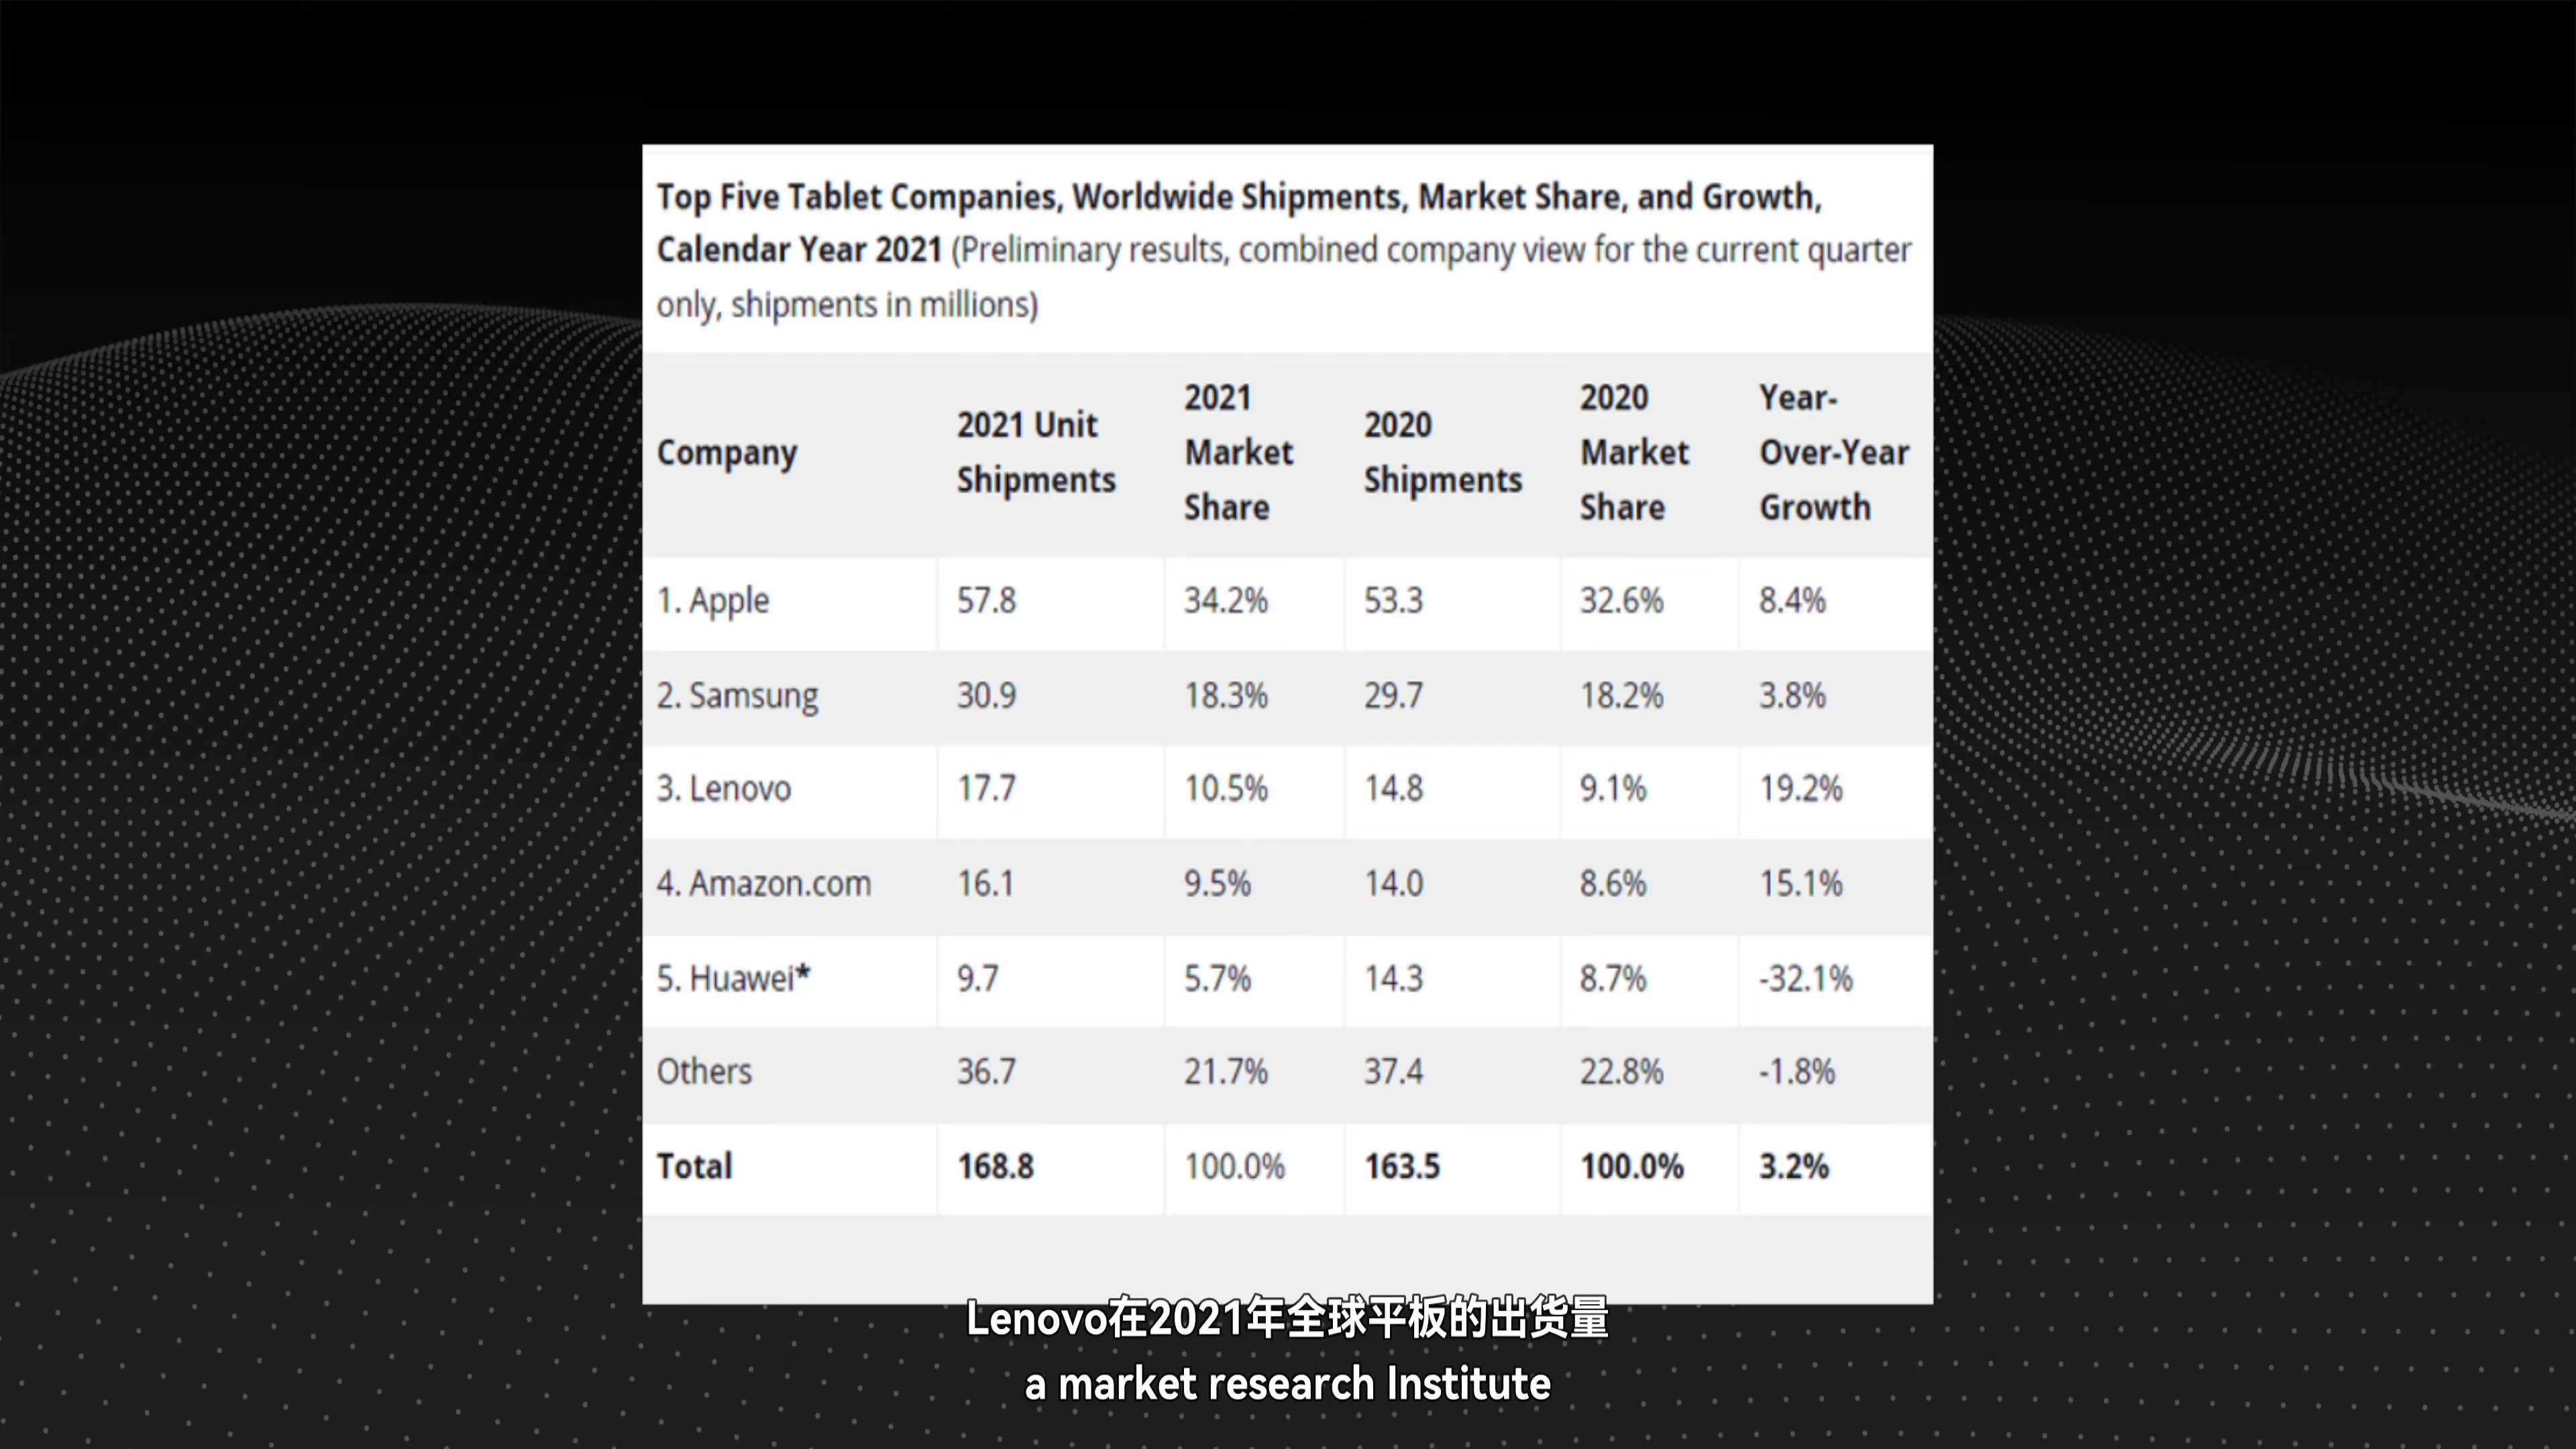 Top Five Tablet Companies, Worldwide Shipments, Market Share, and Growth,
Calendar Year 2021 (Preliminary results, combined company view for the current quarter
only, shipments in millions)
Company 2021 Unit Shipments 2021 Market Share 2020 Shipments 2020 Market Share Year-Over-Year Growth
1. Apple 57.8 34.2% 53.3 32.6% 8.4%
2. Samsung 30.9 18.3% 29.7 18.2% 3.8%
3. Lenovo 17.7 10.5% 14.8 9.1% 19.2%
4. Amazon.com 16.1 9.5% 14.0 8.6% 15.1%
5. Huawei* 9.7 5.7% 14.3 8.7% -32.1%
Others 36.7 21.7% 37.4 22.8% -1.8%
Total 168.8 100.0% 163.5 100.0% 3.2%
Lenovo在2021年全球平板的出货量
a market research Institute